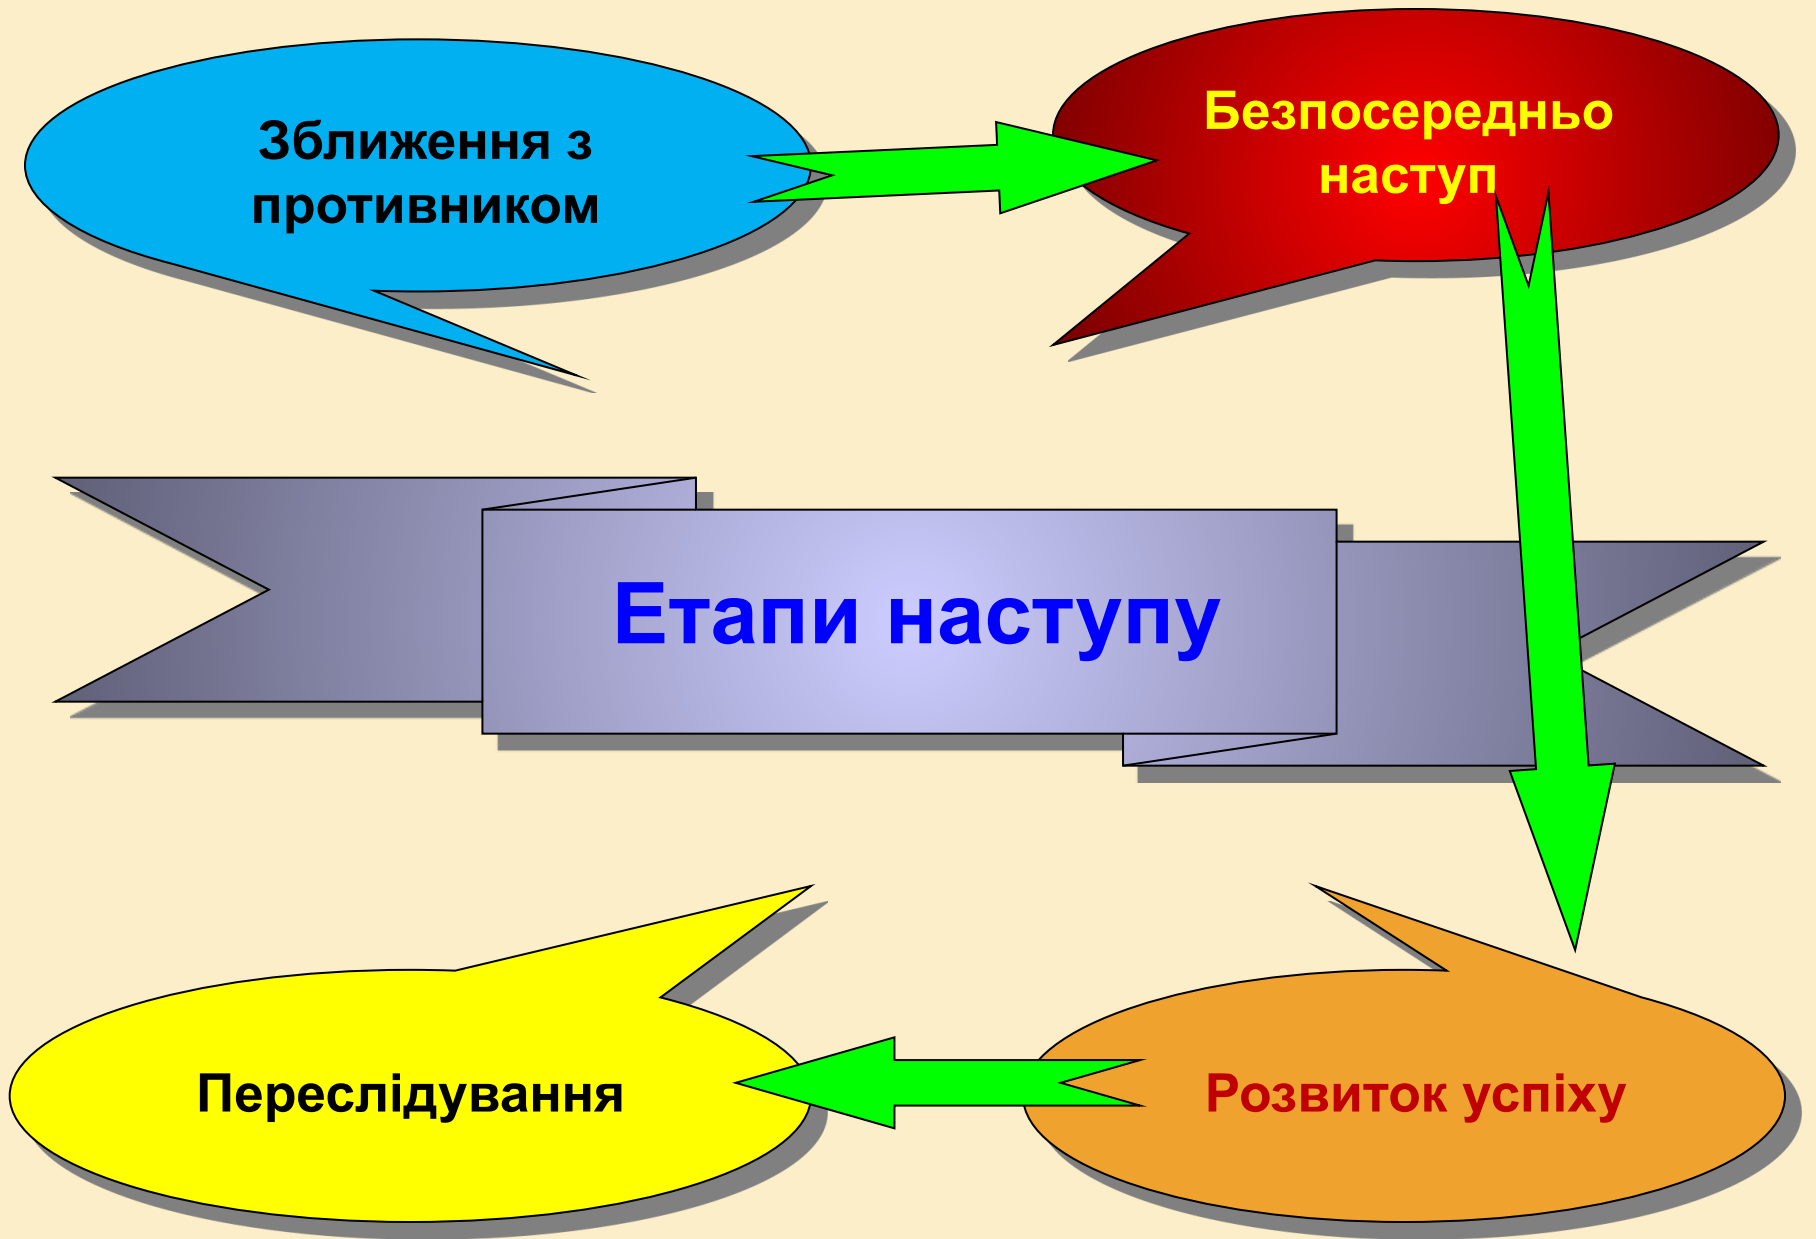 Зближення з
противником
Безпосередньо
наступ
Етапи наступу
Переслідування
Розвиток успіху